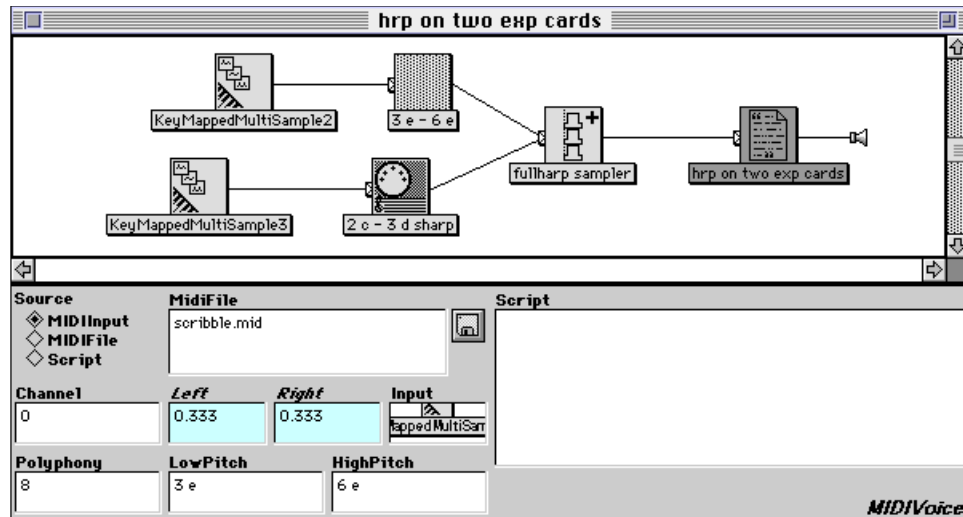 hrp on two exp cards
KeyMappedMultiSample2
3 e - 6 e
fullharp sampler
hrp on two exp cards
KeyMappedMultiSample3
2 c - 3 d sharp
Source
MIDIInput
MIDIFile
Script
MidiFile
scribble.mid
Script
Channel
0
Left
0.333
Right
0.333
Input
MappedMultiSam
Polyphony
8
LowPitch
3 e
HighPitch
6 e
MIDIVoice